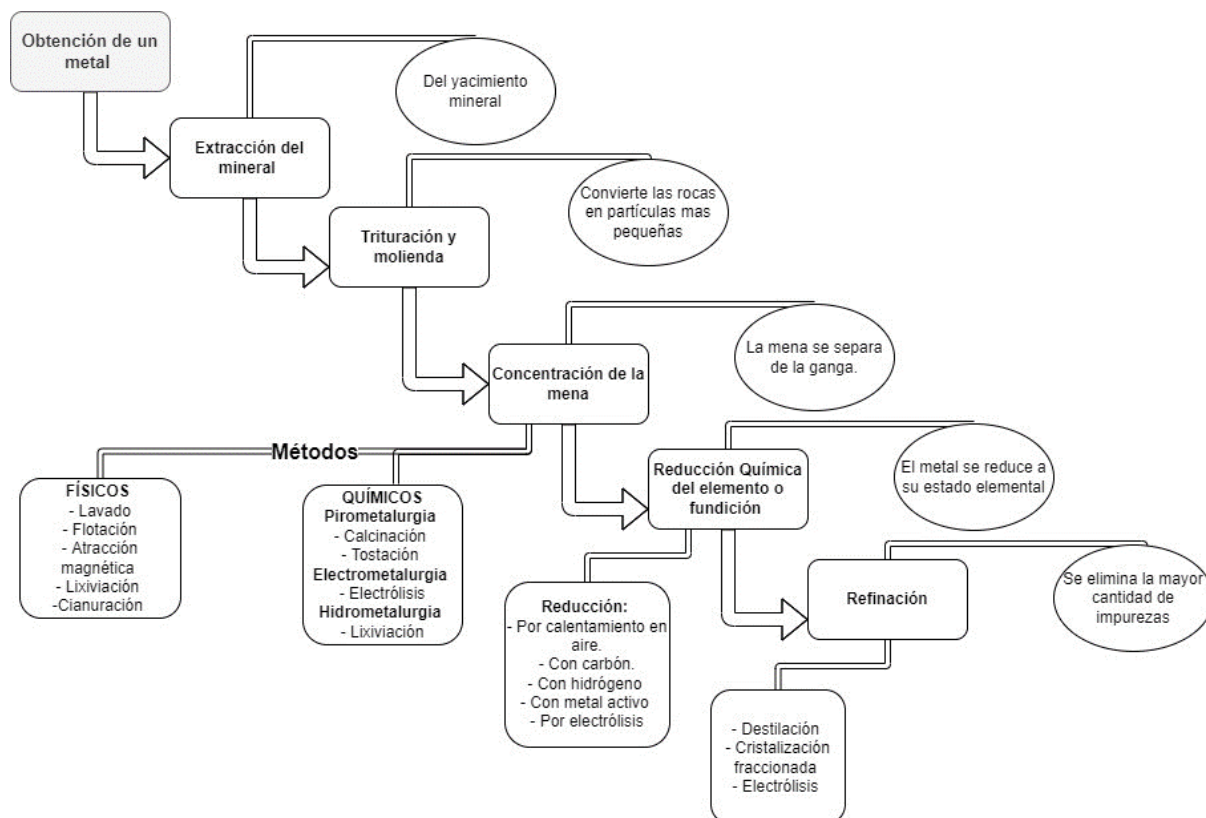 Obtención de un
metal
Del yacimiento
mineral
Extracción del
mineral
Convierte las rocas
en partículas mas
pequeñas
Trituración y
molienda
La mena se separa
de la ganga.
Concentración de la
mena
Métodos
FÍSICOS
- Lavado
- Flotación
- Atracción
magnética
- Lixiviación
-Cianuración
QUÍMICOS
Pirometalurgia
- Calcinación
- Tostación
Electrometalurgia
- Electrólisis
Hidrometalurgia
- Lixiviación
El metal se reduce a
su estado elemental
Reducción Química
del elemento o
fundición
Reducción:
- Por calentamiento en
aire.
- Con carbón.
- Con hidrógeno
- Con metal activo
- Por electrólisis
Se elimina la mayor
cantidad de
impurezas
Refinación
- Destilación
- Cristalización
fraccionada
- Electrólisis